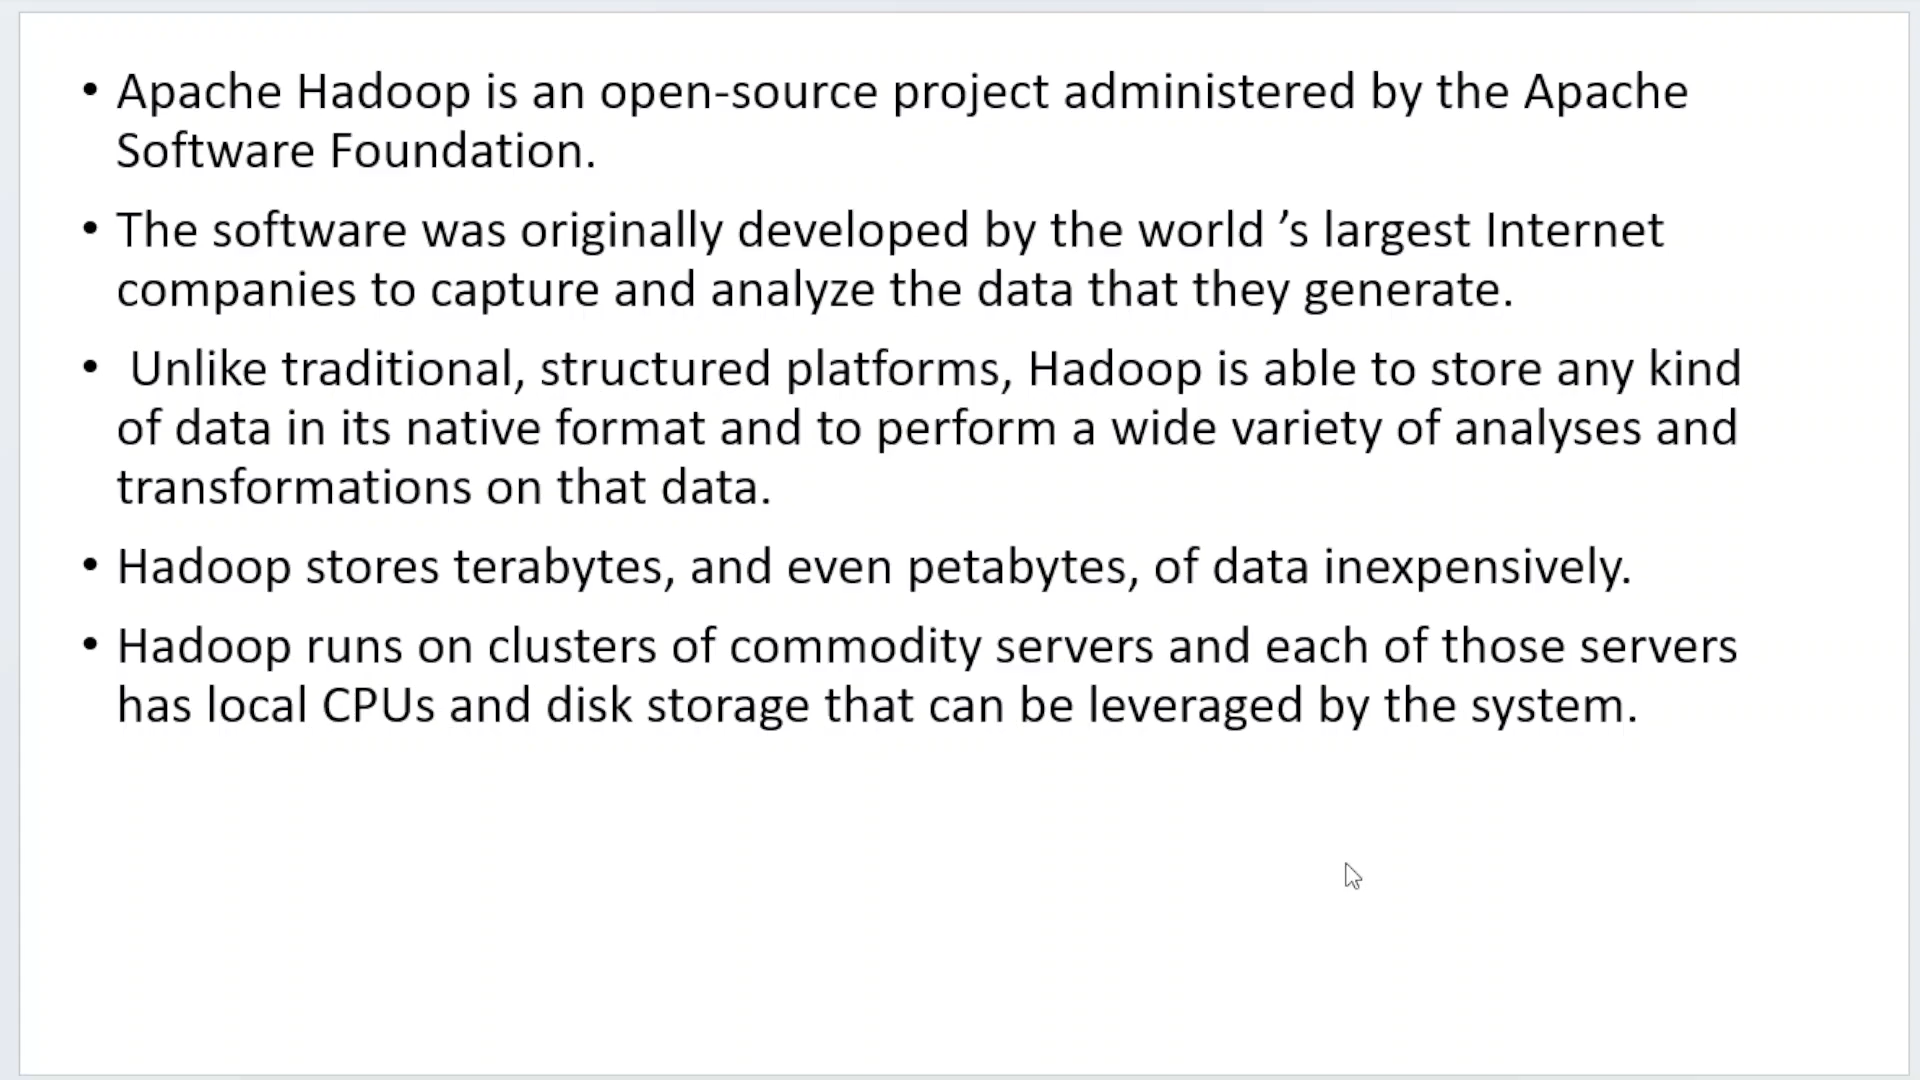 • Apache Hadoop is an open-source project administered by the Apache
Software Foundation.
• The software was originally developed by the world ’s largest Internet
companies to capture and analyze the data that they generate.
• Unlike traditional, structured platforms, Hadoop is able to store any kind
of data in its native format and to perform a wide variety of analyses and
transformations on that data.
• Hadoop stores terabytes, and even petabytes, of data inexpensively.
• Hadoop runs on clusters of commodity servers and each of those servers
has local CPUs and disk storage that can be leveraged by the system.